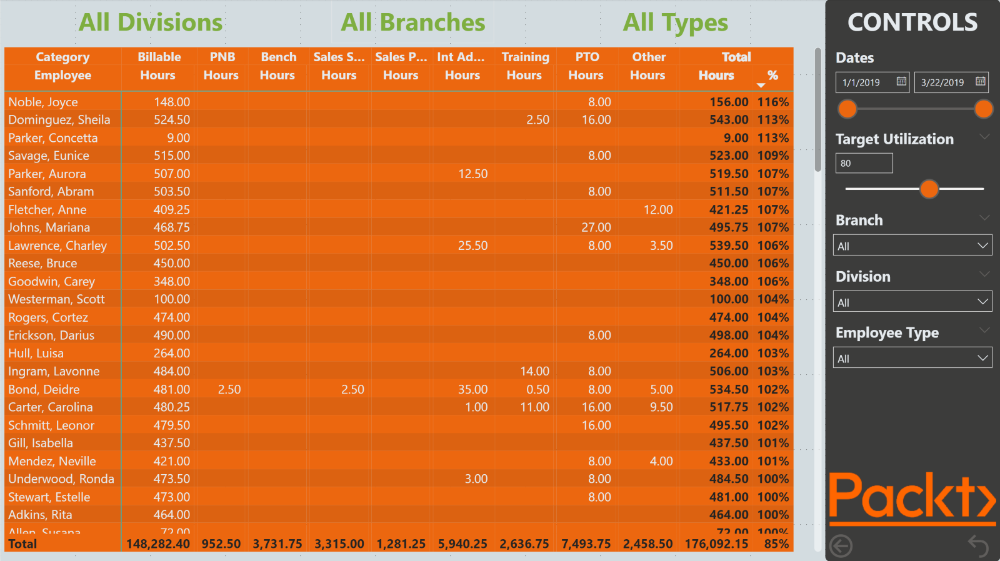 All Divisions All Branches All Types
Category Billable PNB Bench Sales S... Sales P... Int Ad... Training PTO Other Total
Employee Hours Hours Hours Hours Hours Hours Hours Hours Hours Hours %
Noble, Joyce 148.00 8.00 156.00 116%
Dominguez, Sheila 524.50 2.50 16.00 543.00 113%
Parker, Concetta 9.00 9.00 113%
Savage, Eunice 515.00 8.00 523.00 109%
Parker, Aurora 507.00 12.50 519.50 107%
Sanford, Abram 503.50 8.00 511.50 107%
Fletcher, Anne 409.25 12.00 421.25 107%
Johns, Mariana 468.75 27.00 495.75 107%
Lawrence, Charley 502.50 25.50 8.00 3.50 539.50 106%
Reese, Bruce 450.00 450.00 106%
Goodwin, Carey 348.00 348.00 106%
Westerman, Scott 100.00 100.00 104%
Rogers, Cortez 474.00 474.00 104%
Erickson, Darius 490.00 8.00 498.00 104%
Hull, Luisa 264.00 264.00 103%
Ingram, Lavonne 484.00 14.00 8.00 506.00 103%
Bond, Deidre 481.00 2.50 2.50 35.00 0.50 8.00 5.00 534.50 102%
Carter, Carolina 480.25 1.00 11.00 16.00 9.50 517.75 102%
Schmitt, Leonor 479.50 16.00 495.50 102%
Gill, Isabella 437.50 437.50 101%
Mendez, Neville 421.00 8.00 4.00 433.00 101%
Underwood, Ronda 473.50 3.00 8.00 484.50 100%
Stewart, Estelle 473.00 8.00 481.00 100%
Adkins, Rita 464.00 464.00 100%
Allen, Susana 72.00 72.00 100%
Total 148,282.40 952.50 3,731.75 3,315.00 1,281.25 5,940.25 2,636.75 7,493.75 2,458.50 176,092.15 85%
CONTROLS
Dates
1/1/2019 3/22/2019
Target Utilization
80
Branch
All
Division
All
Employee Type
All
Packt